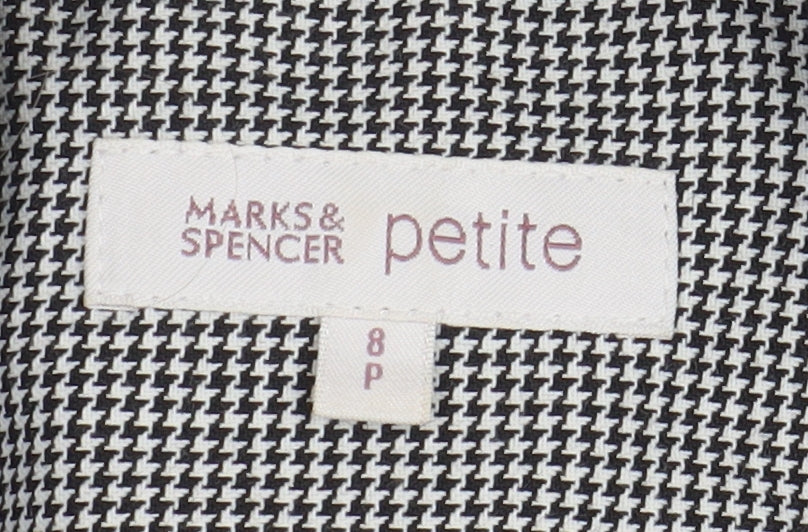 MARKS &
SPENCER
petite
8
P